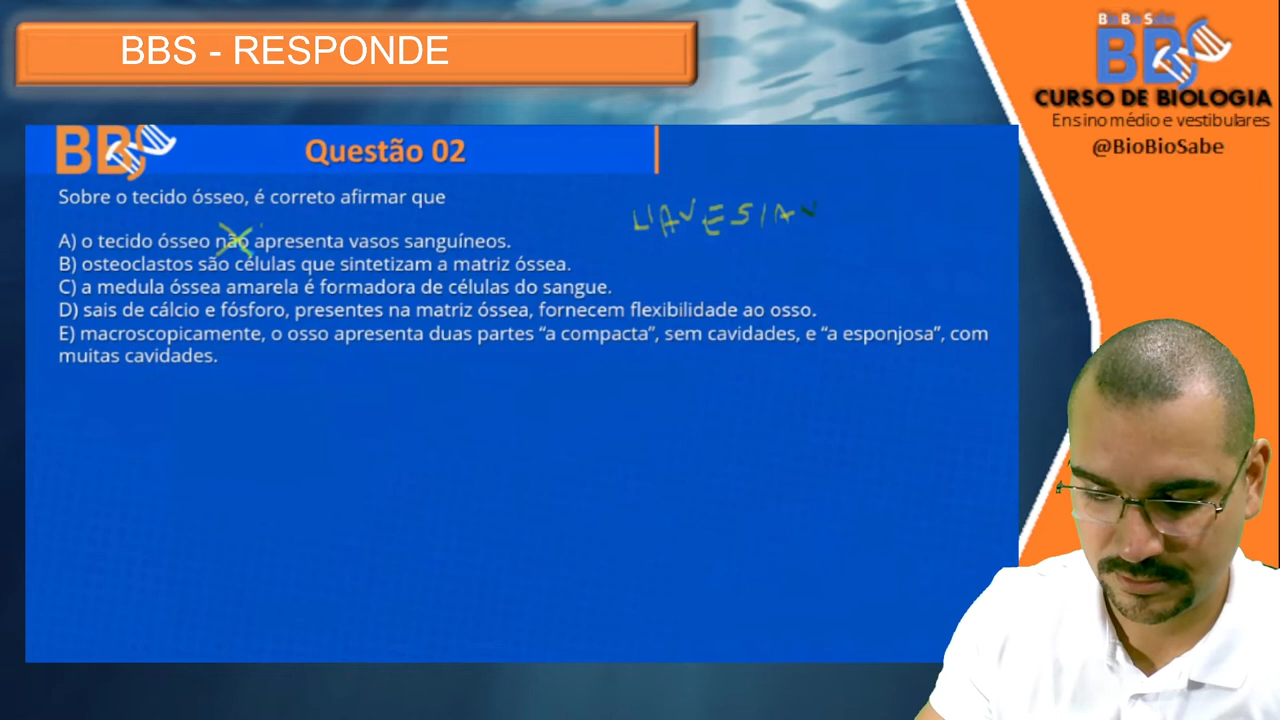 BBS - RESPONDE
Bio Bio Sabe
BBS
CURSO DE BIOLOGIA
Ensino médio e vestibulares
@BioBioSabe
BBS
Questão 02
Sobre o tecido ósseo, é correto afirmar que
A) o tecido ósseo não apresenta vasos sanguíneos.
B) osteoclastos são células que sintetizam a matriz óssea.
C) a medula óssea amarela é formadora de células do sangue.
D) sais de cálcio e fósforo, presentes na matriz óssea, fornecem flexibilidade ao osso.
E) macroscopicamente, o osso apresenta duas partes “a compacta”, sem cavidades, e “a esponjosa”, com
muitas cavidades.